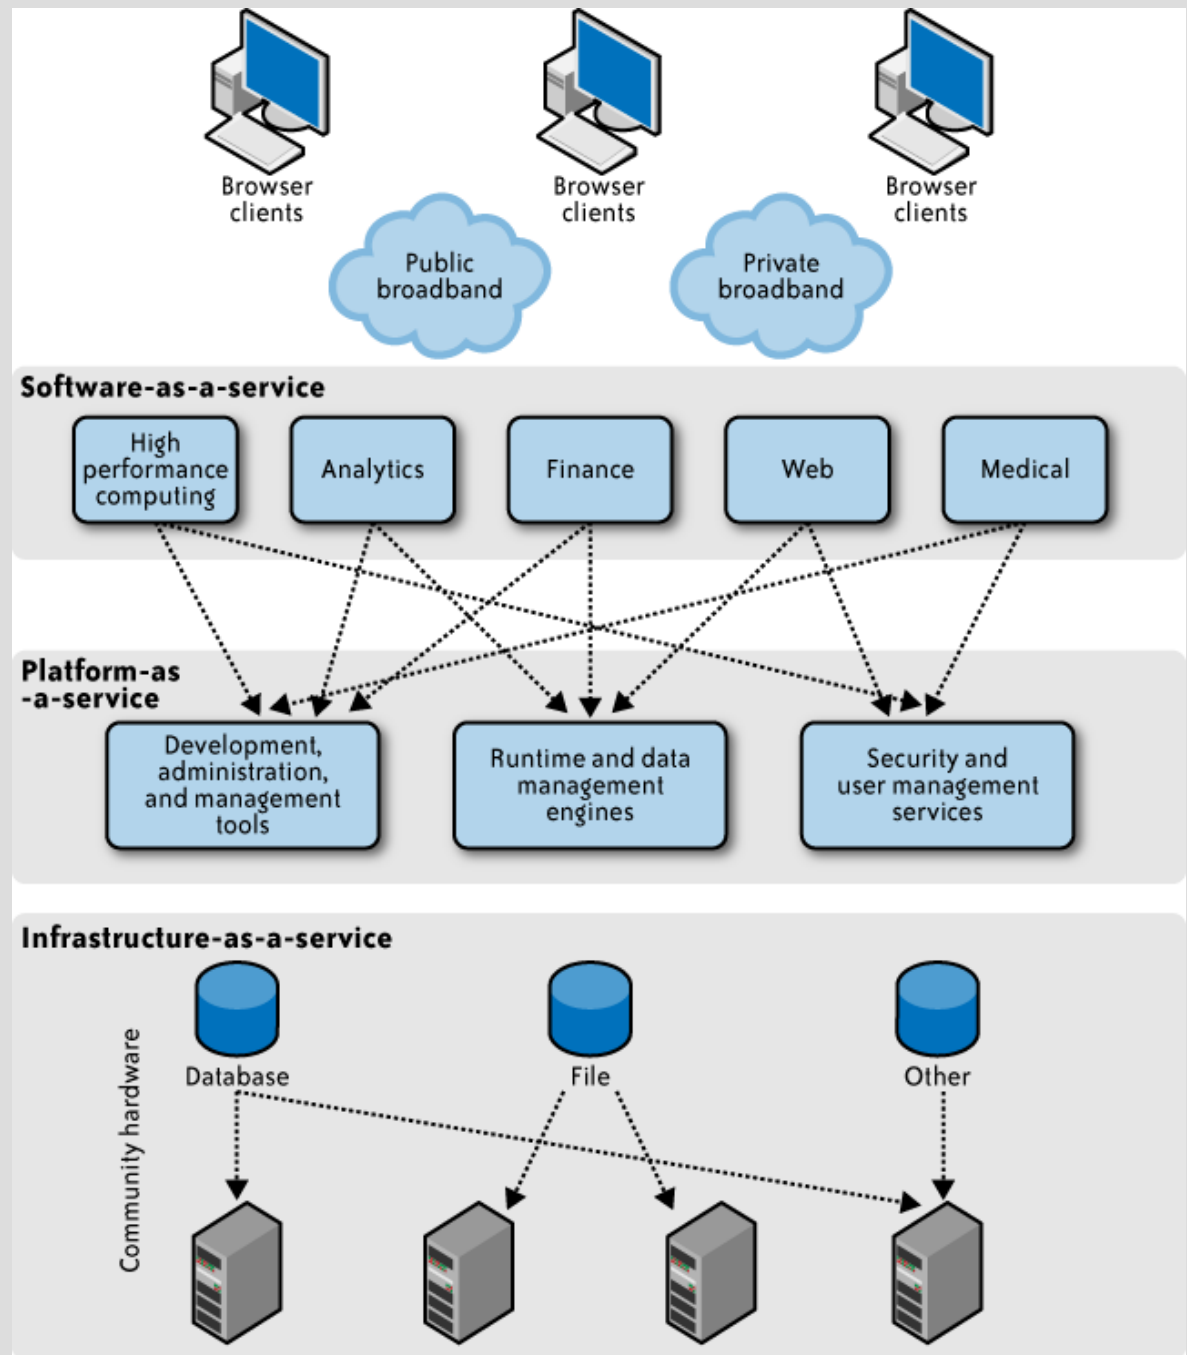 Browser
clients
Browser
clients
Browser
clients
Public
broadband
Private
broadband
Software-as-a-service
High
performance
computing
Analytics
Finance
Web
Medical
Platform-as
-a-service
Development,
administration,
and management
tools
Runtime and data
management
engines
Security and
user management
services
Infrastructure-as-a-service
Community hardware
Database
File
Other